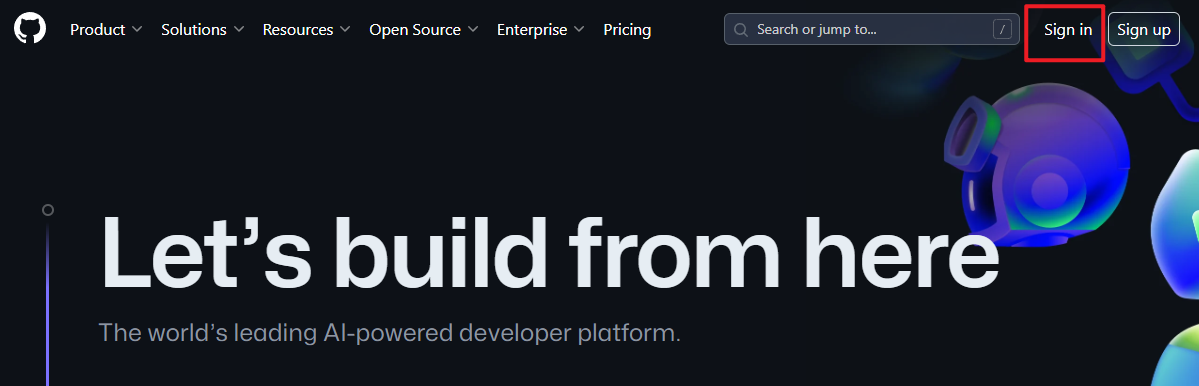 Product Solutions Resources Open Source Enterprise Pricing Search or jump to... / Sign in Sign up
Let’s build from here
The world’s leading AI-powered developer platform.